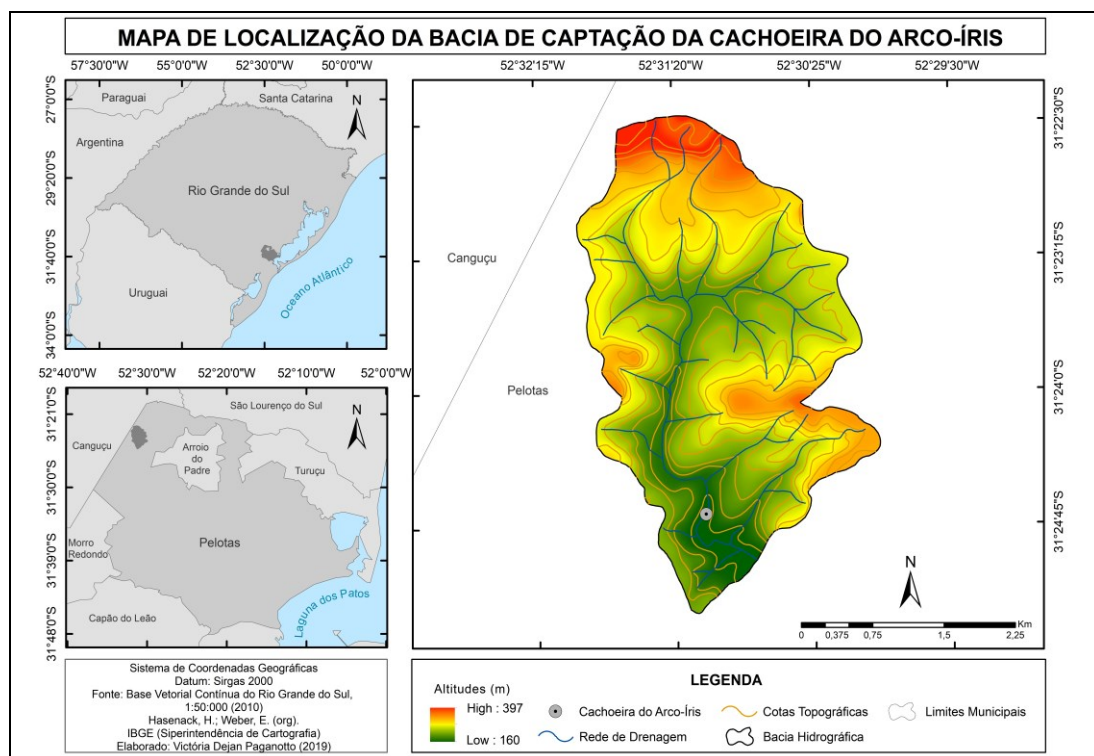 MAPA DE LOCALIZAÇÃO DA BACIA DE CAPTAÇÃO DA CACHOEIRA DO ARCO-ÍRIS
57°30'0"W 55°0'0"W 52°30'0"W 50°0'0"W
27°0'0"S
29°20'0"S
31°40'0"S
34°0'0"S
Paraguai
Santa Catarina
N
Argentina
Rio Grande do Sul
Uruguai
Oceano Atlântico
52°40'0"W 52°30'0"W 52°20'0"W 52°10'0"W 52°0'0"W
31°21'0"S
31°30'0"S
31°39'0"S
31°48'0"S
São Lourenço do Sul
N
Canguçu
Arroio
do
Padre
Turuçu
Pelotas
Morro
Redondo
Capão do Leão
Laguna dos Patos
52°32'15"W 52°31'20"W 52°30'25"W 52°29'30"W
31°22'30"S
31°23'15"S
31°24'0"S
31°24'45"S
Canguçu
Pelotas
N
Km
0 0,375 0,75 1,5 2,25
Sistema de Coordenadas Geográficas
Datum: Sirgas 2000
Fonte: Base Vetorial Contínua do Rio Grande do Sul,
1:50:000 (2010)
Hasenack, H.; Weber, E. (org).
IBGE (Superintência de Cartografia)
Elaborado: Victória Dejan Paganotto (2019)
LEGENDA
Altitudes (m)
High : 397
Low : 160
Cachoeira do Arco-Íris
Rede de Drenagem
Cotas Topográficas
Bacia Hidrográfica
Limites Municipais